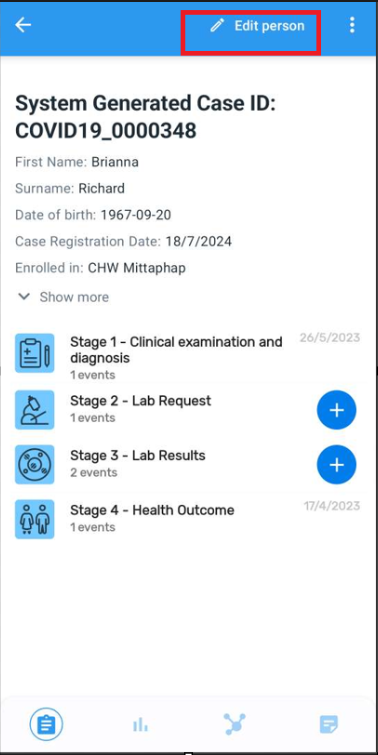 Edit person
System Generated Case ID:
COVID19_0000348
First Name: Brianna
Surname: Richard
Date of birth: 1967-09-20
Case Registration Date: 18/7/2024
Enrolled in: CHW Mittaphap
Show more
Stage 1 - Clinical examination and 26/5/2023
diagnosis
1 events
Stage 2 - Lab Request
1 events
Stage 3 - Lab Results
2 events
Stage 4 - Health Outcome 17/4/2023
1 events